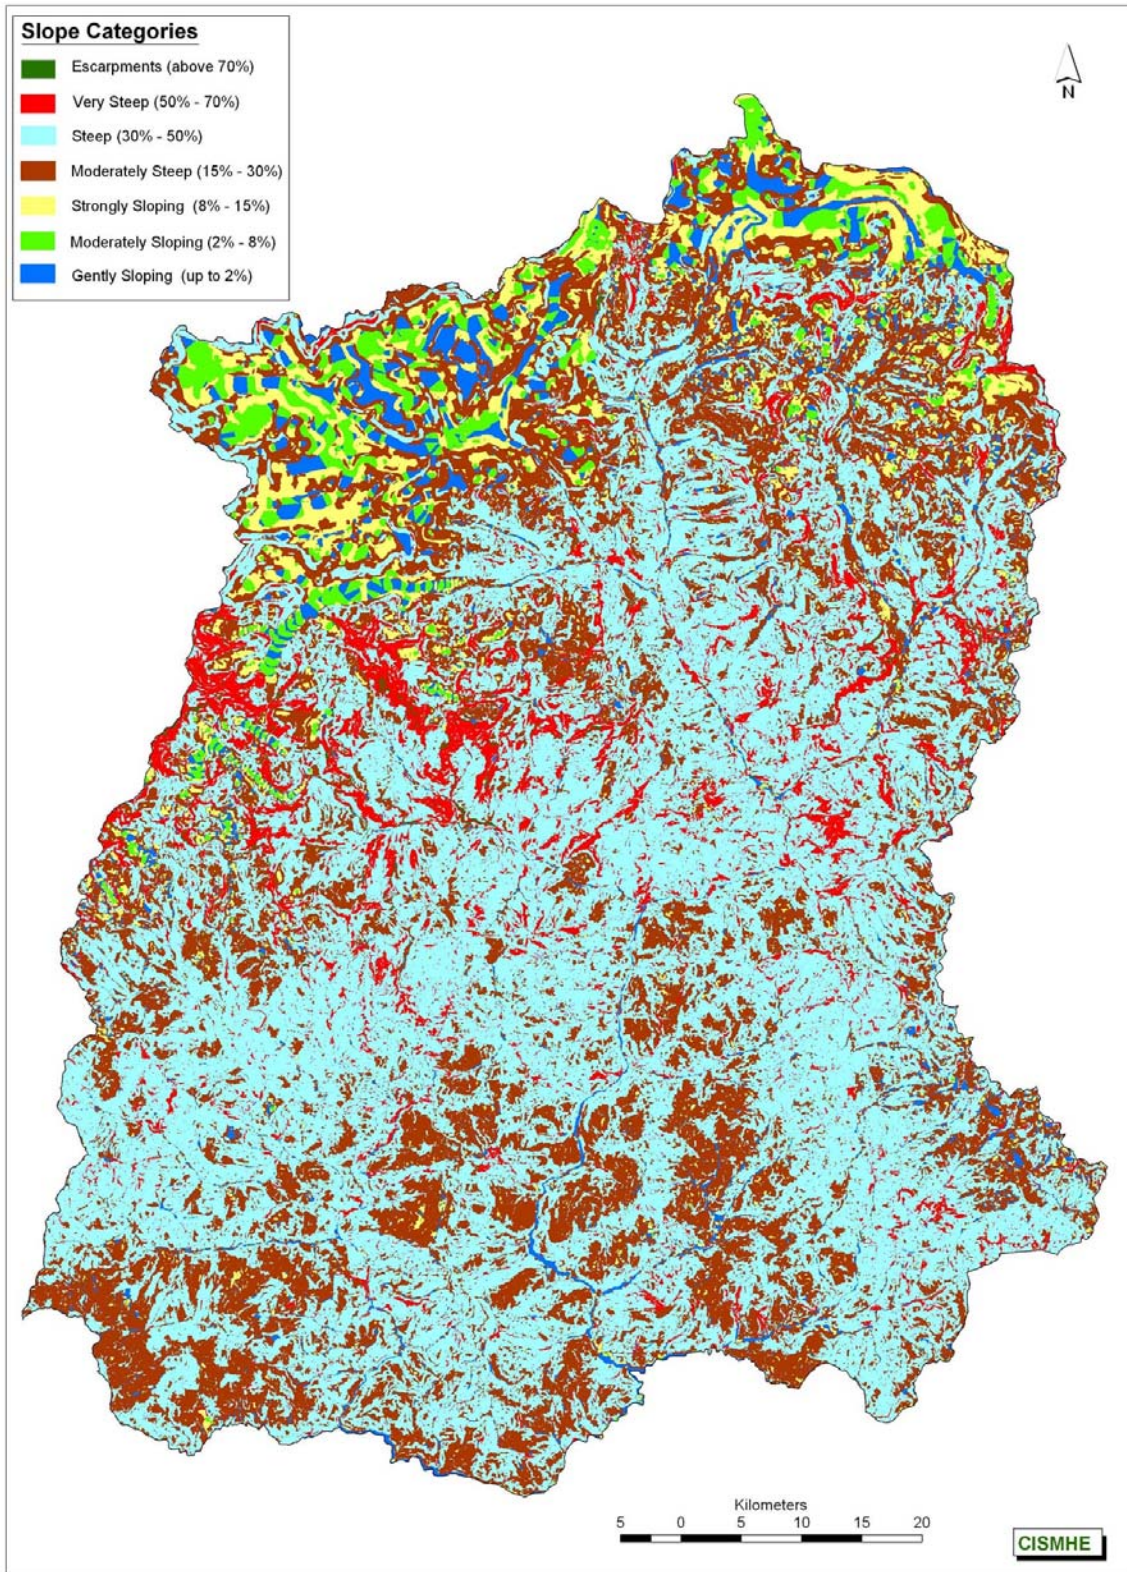 Slope Categories
Escarpments (above 70%)
Very Steep (50% - 70%)
Steep (30% - 50%)
Moderately Steep (15% - 30%)
Strongly Sloping (8% - 15%)
Moderately Sloping (2% - 8%)
Gently Sloping (up to 2%)
N
Kilometers
5 0 5 10 15 20
CISMHE